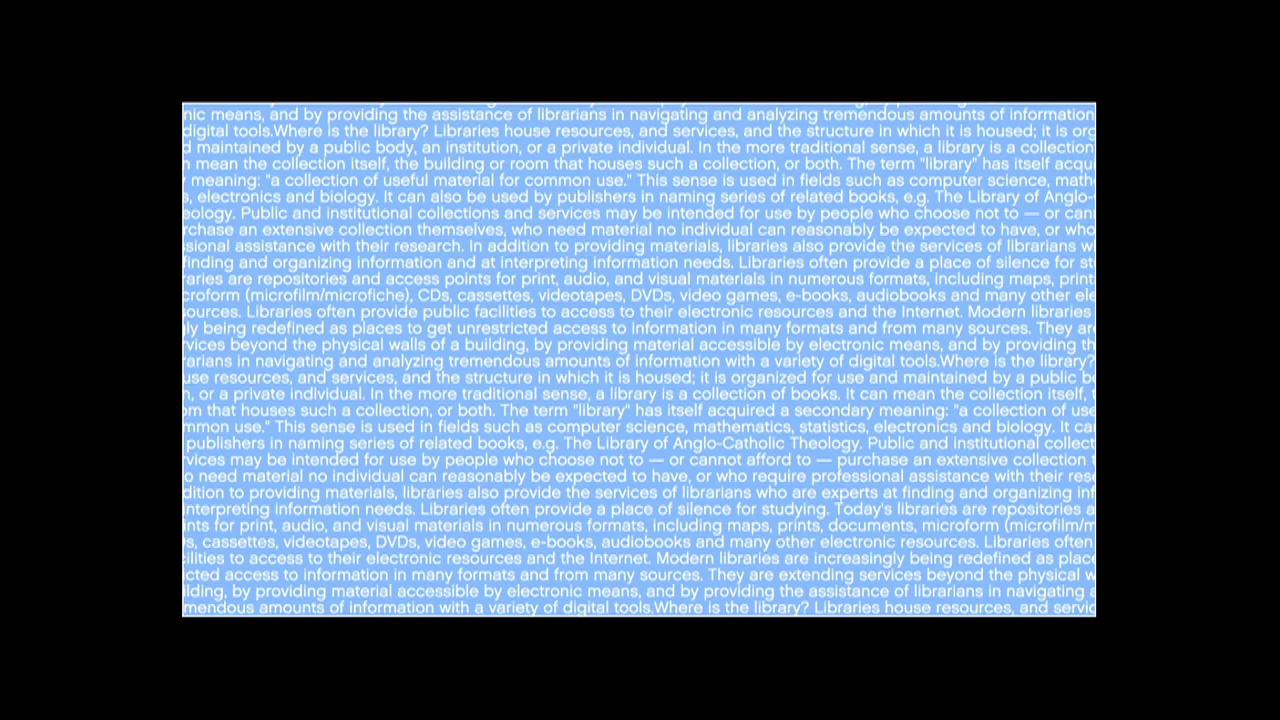 nic means, and by providing the assistance of librarians in navigating and analyzing tremendous amounts of information
digital tools.Where is the library? Libraries house resources, and services, and the structure in which it is housed; it is org
d maintained by a public body, an institution, or a private individual. In the more traditional sense, a library is a collection
n mean the collection itself, the building or room that houses such a collection, or both. The term "library" has itself acqu
meaning: "a collection of useful material for common use." This sense is used in fields such as computer science, math
s, electronics and biology. It can also be used by publishers in naming series of related books, e.g. The Library of Anglo-
eology. Public and institutional collections and services may be intended for use by people who choose not to — or can
rchase an extensive collection themselves, who need material no individual can reasonably be expected to have, or who
sional assistance with their research. In addition to providing materials, libraries also provide the services of librarians w
finding and organizing information and at interpreting information needs. Libraries often provide a place of silence for st
raries are repositories and access points for print, audio, and visual materials in numerous formats, including maps, print
croform (microfilm/microfiche), CDs, cassettes, videotapes, DVDs, video games, e-books, audiobooks and many other ele
sources. Libraries often provide public facilities to access to their electronic resources and the Internet. Modern libraries
gly being redefined as places to get unrestricted access to information in many formats and from many sources. They are
rvices beyond the physical walls of a building, by providing material accessible by electronic means, and by providing th
rarians in navigating and analyzing tremendous amounts of information with a variety of digital tools.Where is the library?
use resources, and services, and the structure in which it is housed; it is organized for use and maintained by a public b
n, or a private individual. In the more traditional sense, a library is a collection of books. It can mean the collection itself, t
om that houses such a collection, or both. The term "library" has itself acquired a secondary meaning: "a collection of use
mmon use." This sense is used in fields such as computer science, mathematics, statistics, electronics and biology. It can
publishers in naming series of related books, e.g. The Library of Anglo-Catholic Theology. Public and institutional collect
rvices may be intended for use by people who choose not to — or cannot afford to — purchase an extensive collection t
o need material no individual can reasonably be expected to have, or who require professional assistance with their rese
dition to providing materials, libraries also provide the services of librarians who are experts at finding and organizing inf
interpreting information needs. Libraries often provide a place of silence for studying. Today's libraries are repositories a
ints for print, audio, and visual materials in numerous formats, including maps, prints, documents, microform (microfilm/m
s, cassettes, videotapes, DVDs, video games, e-books, audiobooks and many other electronic resources. Libraries often
cilities to access to their electronic resources and the Internet. Modern libraries are increasingly being redefined as place
icted access to information in many formats and from many sources. They are extending services beyond the physical w
ilding, by providing material accessible by electronic means, and by providing the assistance of librarians in navigating a
mendous amounts of information with a variety of digital tools.Where is the library? Libraries house resources, and servic